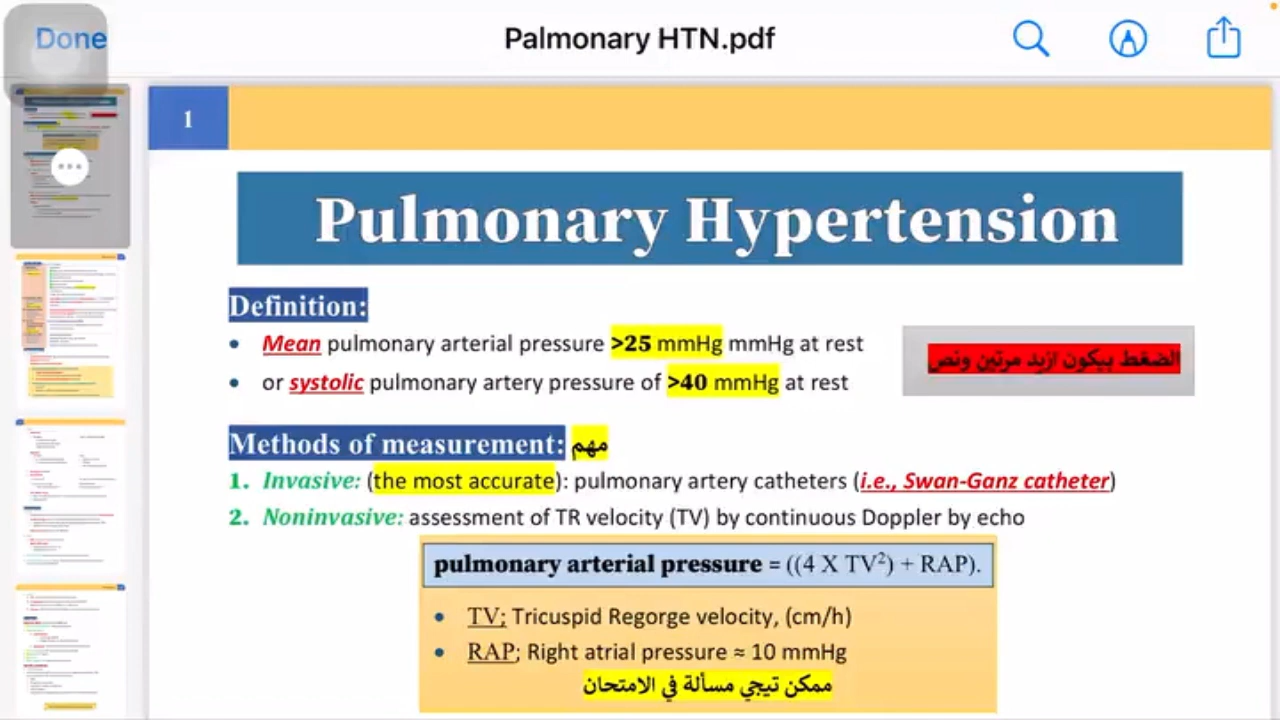 Done
Palmonary HTN.pdf
1
Pulmonary Hypertension
Definition:
• Mean pulmonary arterial pressure >25 mmHg mmHg at rest
• or systolic pulmonary artery pressure of >40 mmHg at rest
الضغط بيكون ازيد مرتين ونص
Methods of measurement: مهم
1. Invasive: (the most accurate): pulmonary artery catheters (i.e., Swan-Ganz catheter)
2. Noninvasive: assessment of TR velocity (TV) by continuous Doppler by echo
pulmonary arterial pressure = ((4 X TV²) + RAP).
• TV; Tricuspid Regorge velocity, (cm/h)
• RAP; Right atrial pressure ≈ 10 mmHg
ممكن تيجي مسألة في الامتحان